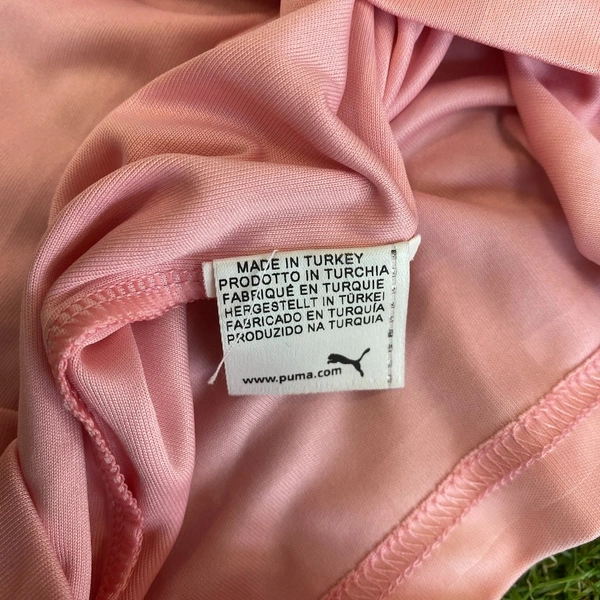 MADE IN TURKEY
PRODOTTO IN TURCHIA
FABRIQUÉ EN TURQUIE
HERGESTELLT IN TÜRKEI
FABRICADO EN TURQUÍA
PRODUZIDO NA TURQUIA
www.puma.com